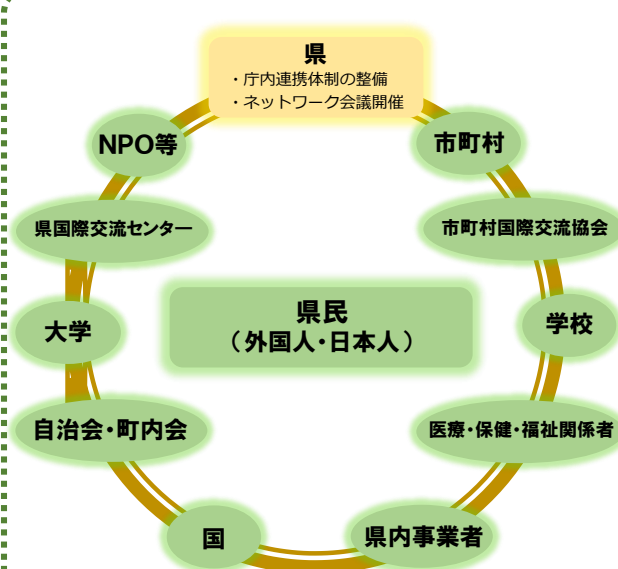 県
・庁内連携体制の整備
・ネットワーク会議開催
NPO等
市町村
県国際交流センター
市町村国際交流協会
県民
（外国人・日本人）
大学
学校
自治会・町内会
医療・保健・福祉関係者
国
県内事業者